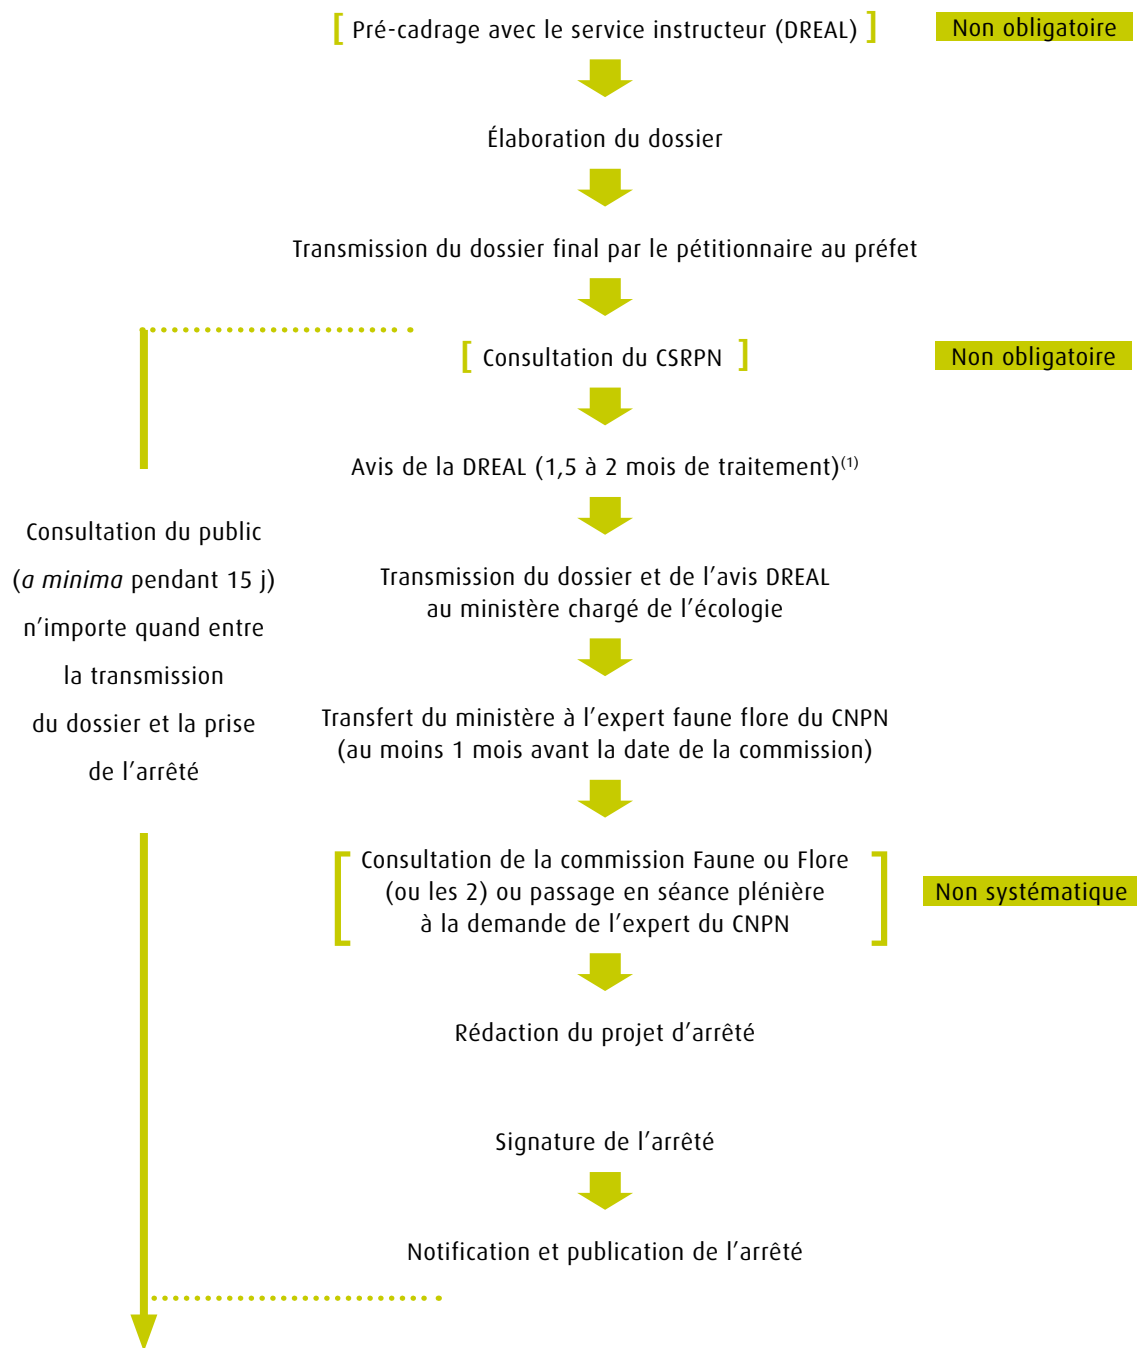 [ Pré-cadrage avec le service instructeur (DREAL) ]
Non obligatoire
Élaboration du dossier
Transmission du dossier final par le pétitionnaire au préfet
[ Consultation du CSRPN ]
Non obligatoire
Avis de la DREAL (1,5 à 2 mois de traitement)(1)
Consultation du public
(a minima pendant 15 j)
n’importe quand entre
la transmission
du dossier et la prise
de l’arrêté
Transmission du dossier et de l’avis DREAL
au ministère chargé de l’écologie
Transfert du ministère à l’expert faune flore du CNPN
(au moins 1 mois avant la date de la commission)
[ Consultation de la commission Faune ou Flore
(ou les 2) ou passage en séance plénière
à la demande de l’expert du CNPN ]
Non systématique
Rédaction du projet d’arrêté
Signature de l’arrêté
Notification et publication de l’arrêté